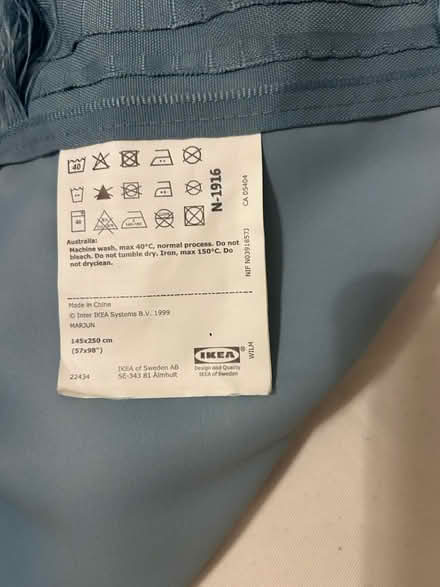 40
Australia:
Machine wash, max 40°C, normal process. Do not
bleach. Do not tumble dry. Iron, max 150°C. Do
not dryclean.
Made in China
© Inter IKEA Systems B.V. 1999
MARJUN
145x250 cm
(57x98")
IKEA of Sweden AB
22434 SE-343 81 Älmhult
IKEA®
Design and Quality
IKEA of Sweden
N-1916
CA 05404
WILM